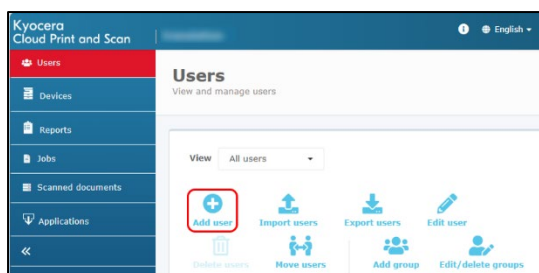 Kyocera
Cloud Print and Scan
English
Users
Devices
Reports
Jobs
Scanned documents
Applications
Users
View and manage users
View All users
Add user Import users Export users Edit user
Delete users Move users Add group Edit/delete groups